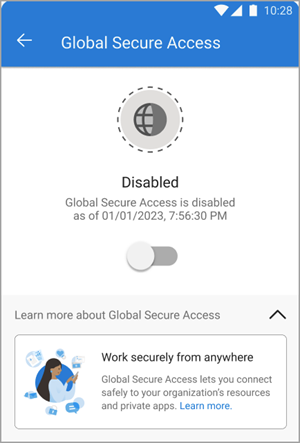 10:28
Global Secure Access
Disabled
Global Secure Access is disabled
as of 01/01/2023, 7:56:30 PM
Learn more about Global Secure Access
Work securely from anywhere
Global Secure Access lets you connect
safely to your organization's resources
and private apps. Learn more.